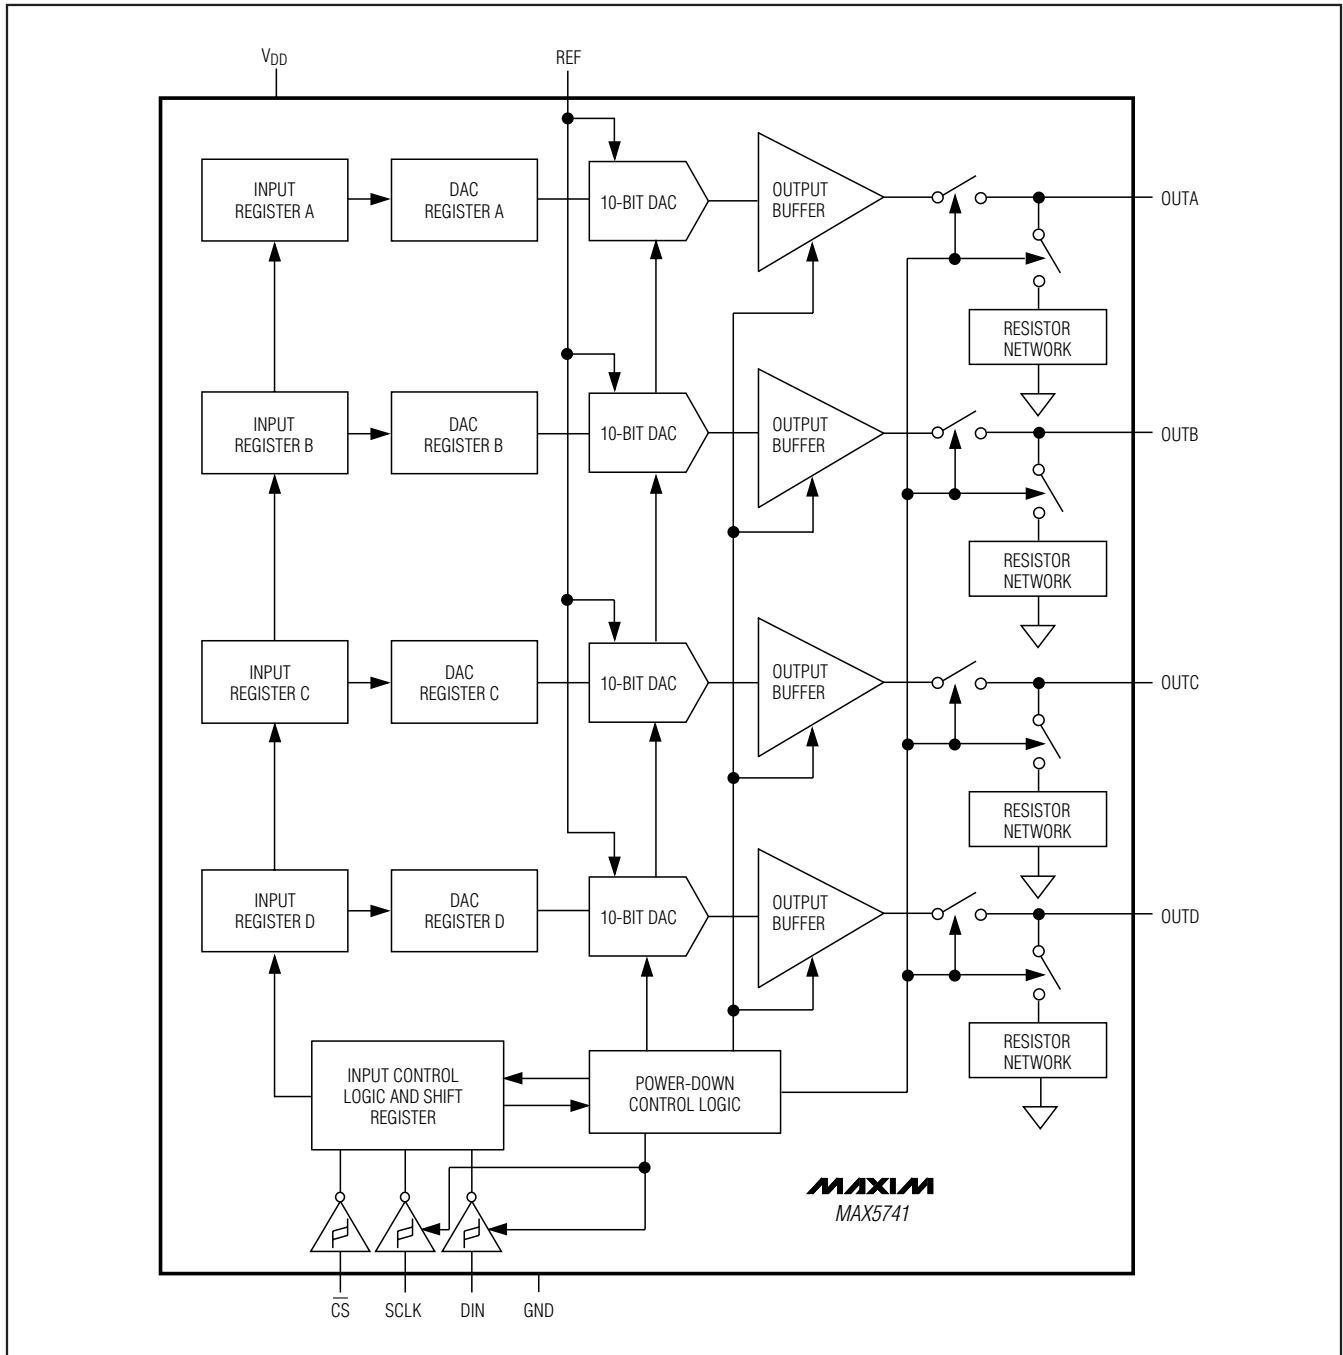 VDD
REF
INPUT
REGISTER A
DAC
REGISTER A
10-BIT DAC
OUTPUT
BUFFER
OUTA
RESISTOR
NETWORK
INPUT
REGISTER B
DAC
REGISTER B
10-BIT DAC
OUTPUT
BUFFER
OUTB
RESISTOR
NETWORK
INPUT
REGISTER C
DAC
REGISTER C
10-BIT DAC
OUTPUT
BUFFER
OUTC
RESISTOR
NETWORK
INPUT
REGISTER D
DAC
REGISTER D
10-BIT DAC
OUTPUT
BUFFER
OUTD
RESISTOR
NETWORK
INPUT CONTROL
LOGIC AND SHIFT
REGISTER
POWER-DOWN
CONTROL LOGIC
MAXIM
MAX5741
C̅S̅
SCLK
DIN
GND